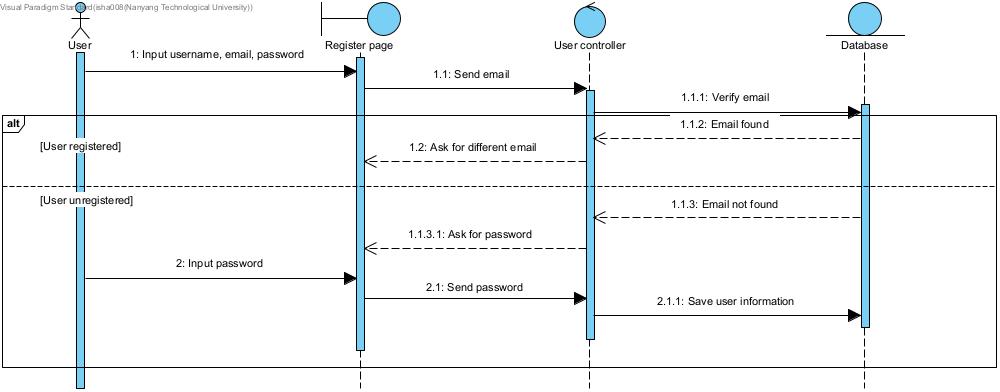 Visual Paradigm Standard(isha008(Nanyang Technological University))
User
Register page
User controller
Database
1: Input username, email, password
1.1: Send email
1.1.1: Verify email
alt
1.1.2: Email found
[User registered]
1.2: Ask for different email
[User unregistered]
1.1.3: Email not found
1.1.3.1: Ask for password
2: Input password
2.1: Send password
2.1.1: Save user information